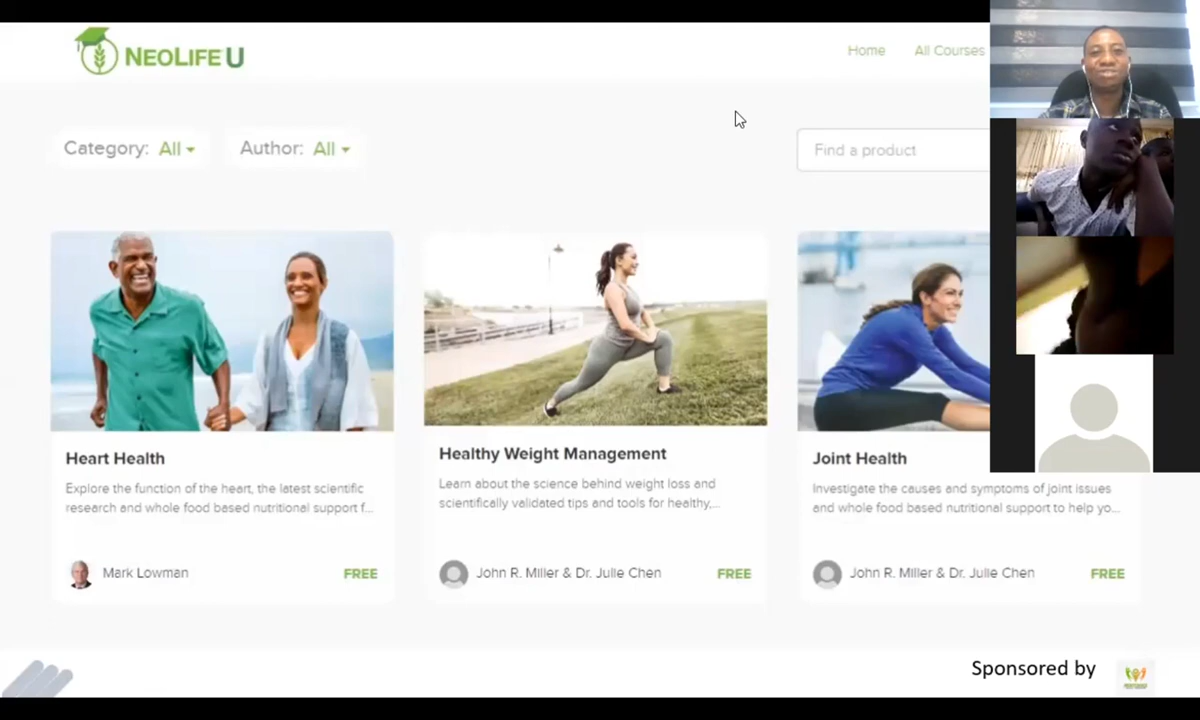 NEOLIFE U
Home
All Courses
Category: All
Author: All
Find a product
Heart Health
Explore the function of the heart, the latest scientific
research and whole food based nutritional support f...
Mark Lowman
FREE
Healthy Weight Management
Learn about the science behind weight loss and
scientifically validated tips and tools for healthy,...
John R. Miller & Dr. Julie Chen
FREE
Joint Health
Investigate the causes and symptoms of joint issues
and whole food based nutritional support to help yo...
John R. Miller & Dr. Julie Chen
FREE
Sponsored by